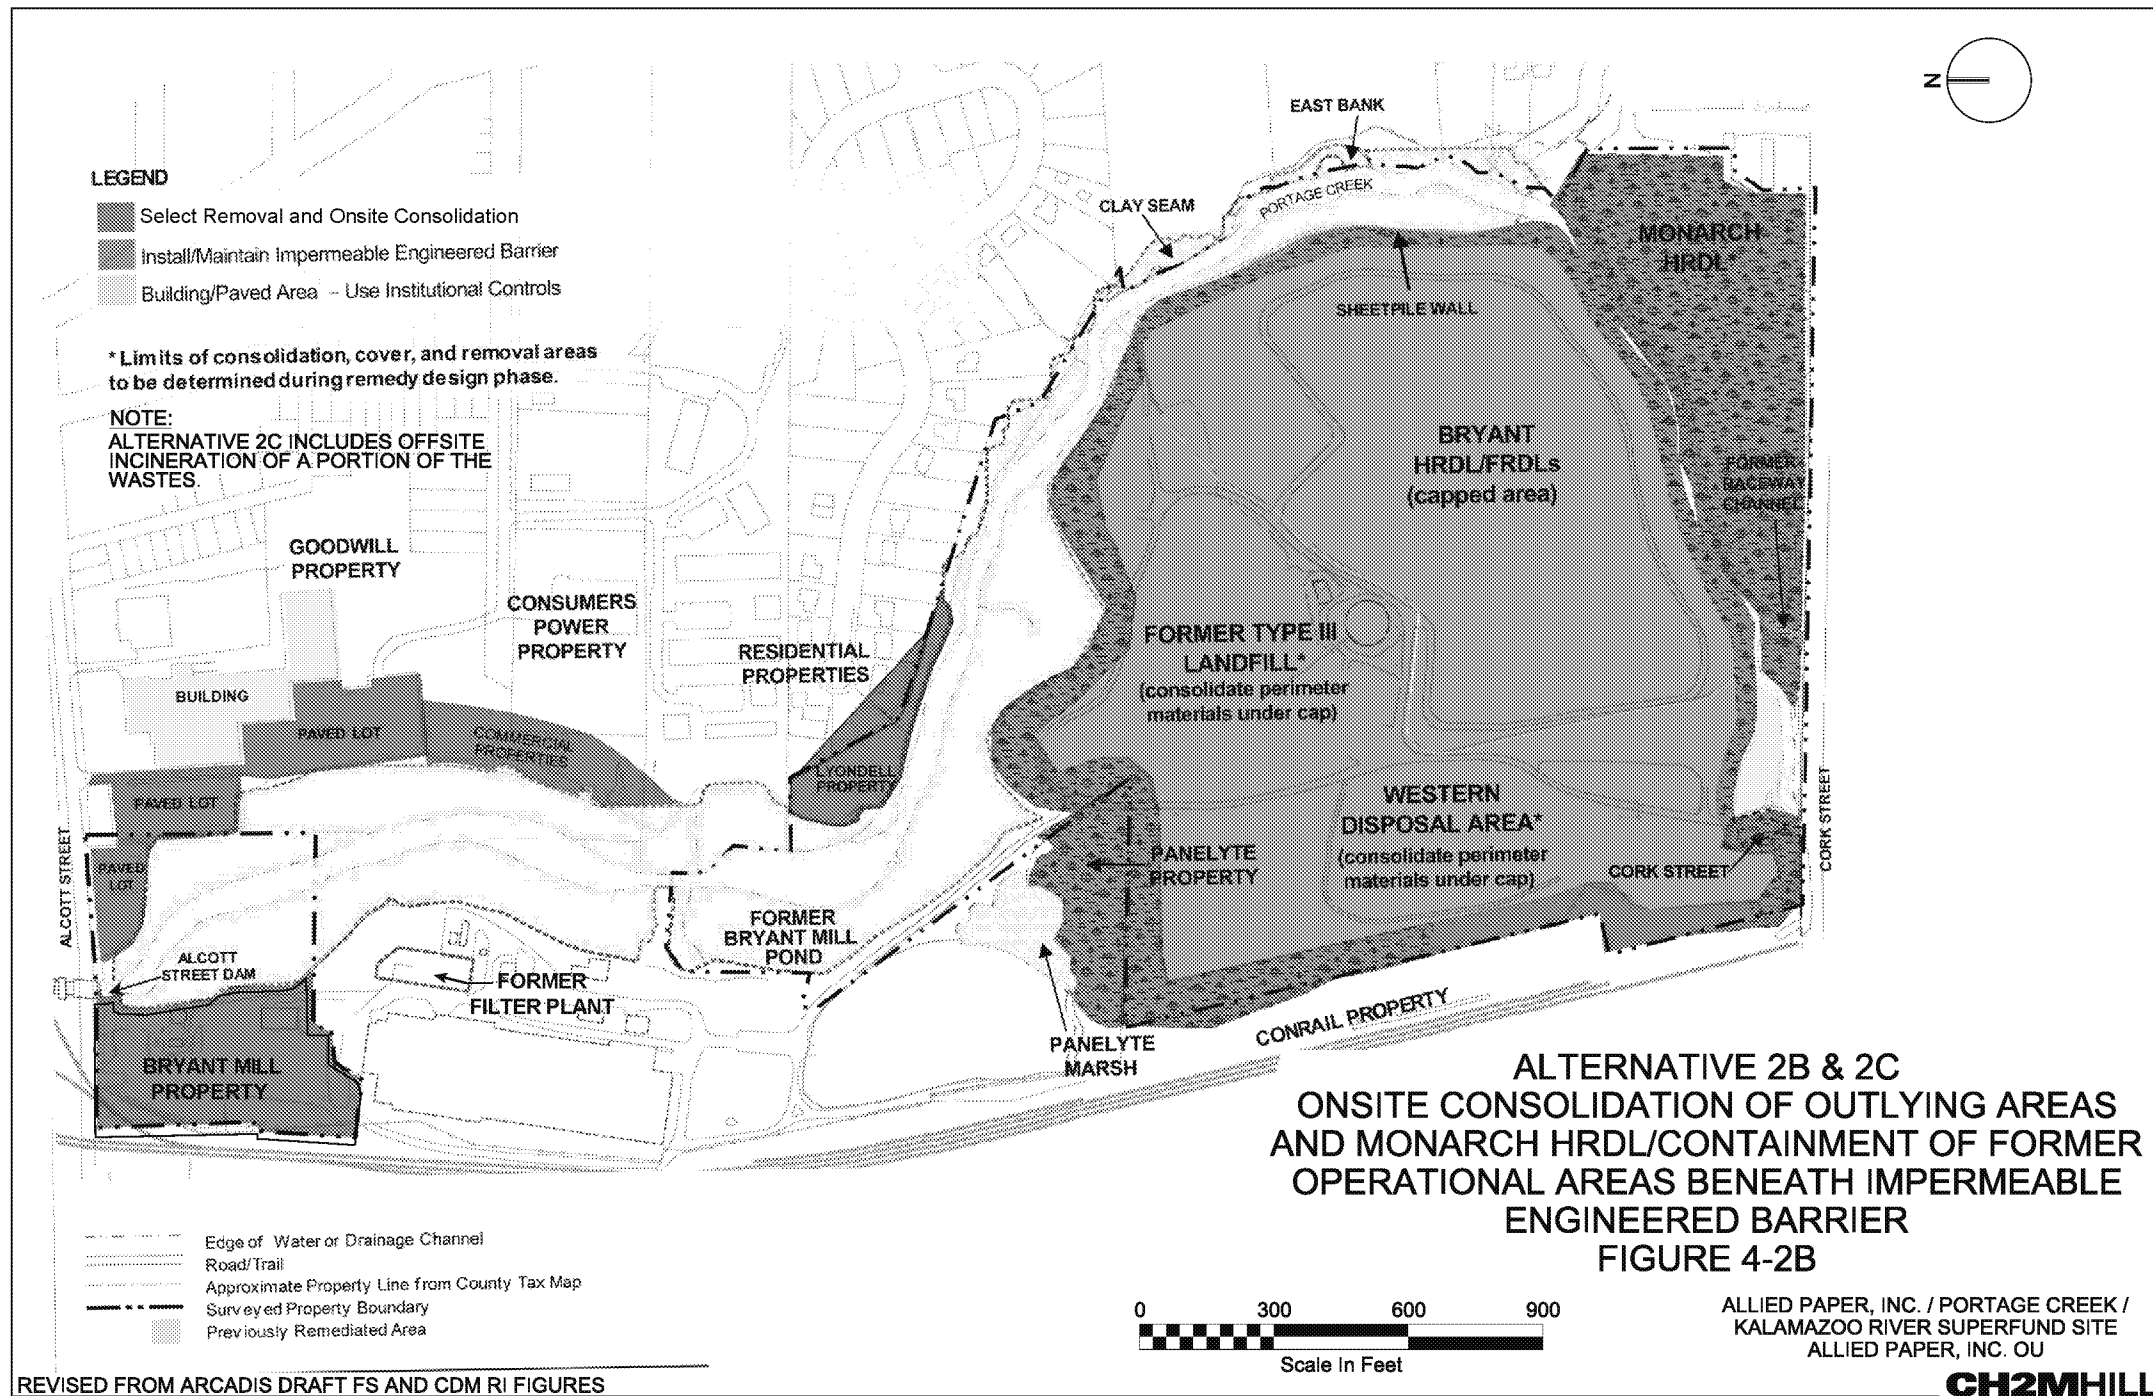 N
EAST BANK
LEGEND
Select Removal and Onsite Consolidation
Install/Maintain Impermeable Engineered Barrier
Building/Paved Area - Use Institutional Controls
* Limits of consolidation, cover, and removal areas
to be determined during remedy design phase.
NOTE:
ALTERNATIVE 2C INCLUDES OFFSITE
INCINERATION OF A PORTION OF THE
WASTES.
PORTAGE CREEK
CLAY SEAM
MONARCH
HRDL*
SHEETPILE WALL
BRYANT
HRDL/FRDLs
(capped area)
FORMER
RACEWAY
CHANNEL
GOODWILL
PROPERTY
CONSUMERS
POWER
PROPERTY
RESIDENTIAL
PROPERTIES
FORMER TYPE III
LANDFILL*
(consolidate perimeter
materials under cap)
BUILDING
PAVED LOT
COMMERCIAL
PROPERTIES
LYONDELL
PROPERTY
PAVED LOT
PAVED
LOT
ALCOTT STREET
WESTERN
DISPOSAL AREA*
(consolidate perimeter
materials under cap)
PANELYTE
PROPERTY
CORK STREET
CORK STREET
FORMER
BRYANT MILL
POND
ALCOTT
STREET DAM
FORMER
FILTER PLANT
BRYANT MILL
PROPERTY
PANELYTE
MARSH
CONRAIL PROPERTY
ALTERNATIVE 2B & 2C
ONSITE CONSOLIDATION OF OUTLYING AREAS
AND MONARCH HRDL/CONTAINMENT OF FORMER
OPERATIONAL AREAS BENEATH IMPERMEABLE
ENGINEERED BARRIER
FIGURE 4-2B
Edge of Water or Drainage Channel
Road/Trail
Approximate Property Line from County Tax Map
Surveyed Property Boundary
Previously Remediated Area
0 300 600 900
Scale In Feet
ALLIED PAPER, INC. / PORTAGE CREEK /
KALAMAZOO RIVER SUPERFUND SITE
ALLIED PAPER, INC. OU
REVISED FROM ARCADIS DRAFT FS AND CDM RI FIGURES
CH2MHILL